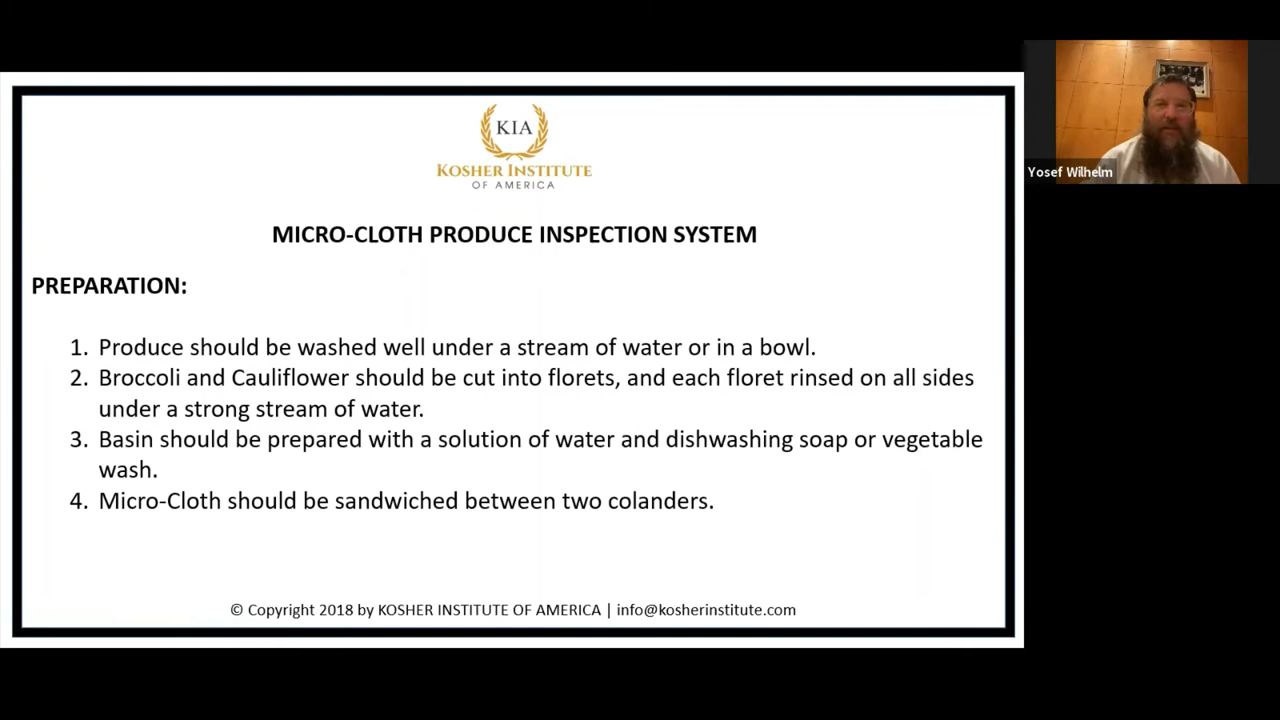 KIA
KOSHER INSTITUTE
OF AMERICA
MICRO-CLOTH PRODUCE INSPECTION SYSTEM
PREPARATION:
1. Produce should be washed well under a stream of water or in a bowl.
2. Broccoli and Cauliflower should be cut into florets, and each floret rinsed on all sides
under a strong stream of water.
3. Basin should be prepared with a solution of water and dishwashing soap or vegetable
wash.
4. Micro-Cloth should be sandwiched between two colanders.
© Copyright 2018 by KOSHER INSTITUTE OF AMERICA | info@kosherinstitute.com
Yosef Wilhelm